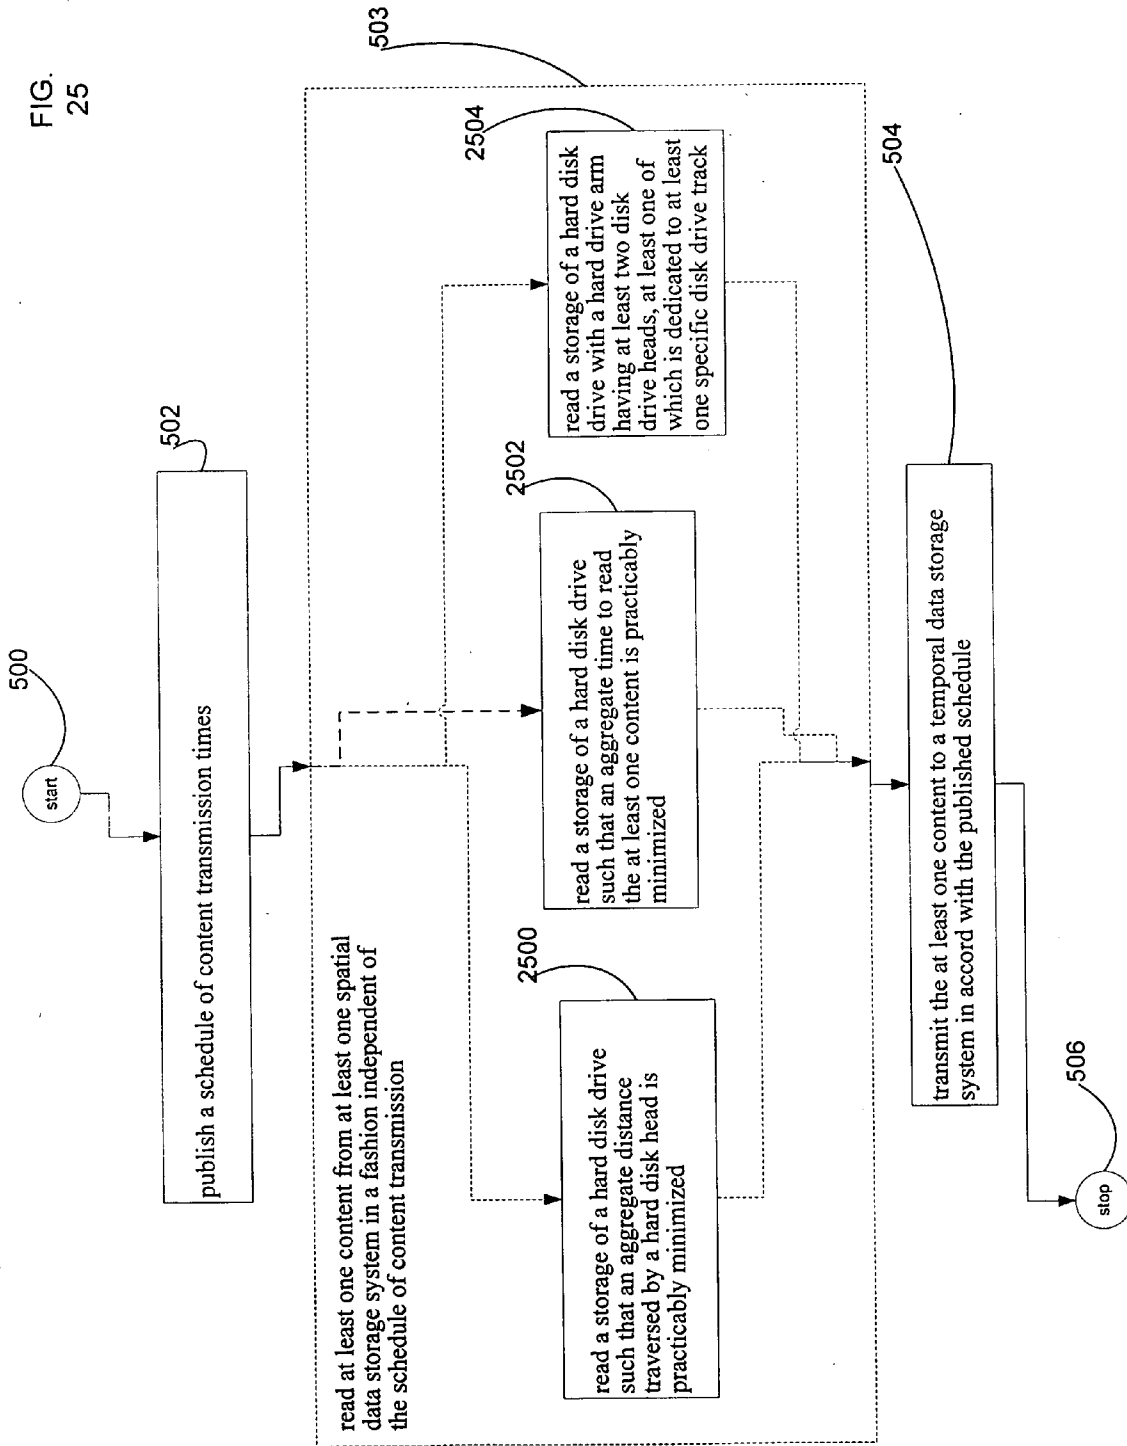 FIG.
25
500
start
502
publish a schedule of content transmission times
503
read at least one content from at least one spatial
data storage system in a fashion independent of
the schedule of content transmission
2500
read a storage of a hard disk drive
such that an aggregate distance
traversed by a hard disk head is
practicably minimized
2502
read a storage of a hard disk drive
such that an aggregate time to read
the at least one content is practicably
minimized
2504
read a storage of a hard disk
drive with a hard drive arm
having at least two disk
drive heads, at least one of
which is dedicated to at least
one specific disk drive track
504
transmit the at least one content to a temporal data storage
system in accord with the published schedule
506
stop